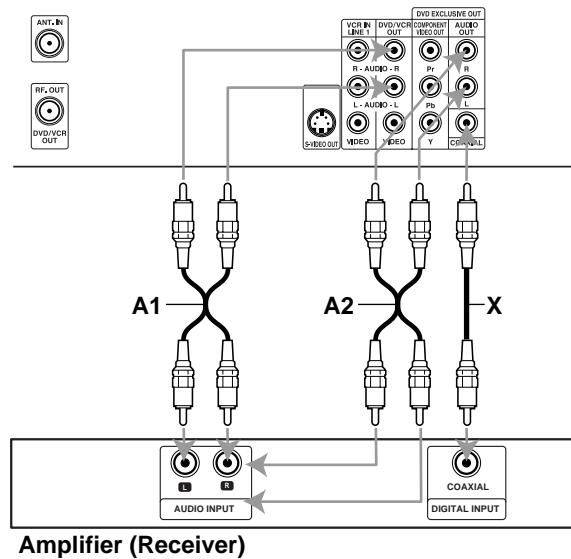 ANT. IN
RF. OUT
DVD/VCR
OUT
DVD EXCLUSIVE OUT
VCR IN
LINE 1
DVD/VCR
OUT
COMPONENT
VIDEO OUT
AUDIO
OUT
R - AUDIO - R
Pr
R
L - AUDIO - L
Pb
L
S-VIDEO OUT
VIDEO
VIDEO
Y
COAXIAL
A1
A2
X
L
R
AUDIO INPUT
COAXIAL
DIGITAL INPUT
Amplifier (Receiver)